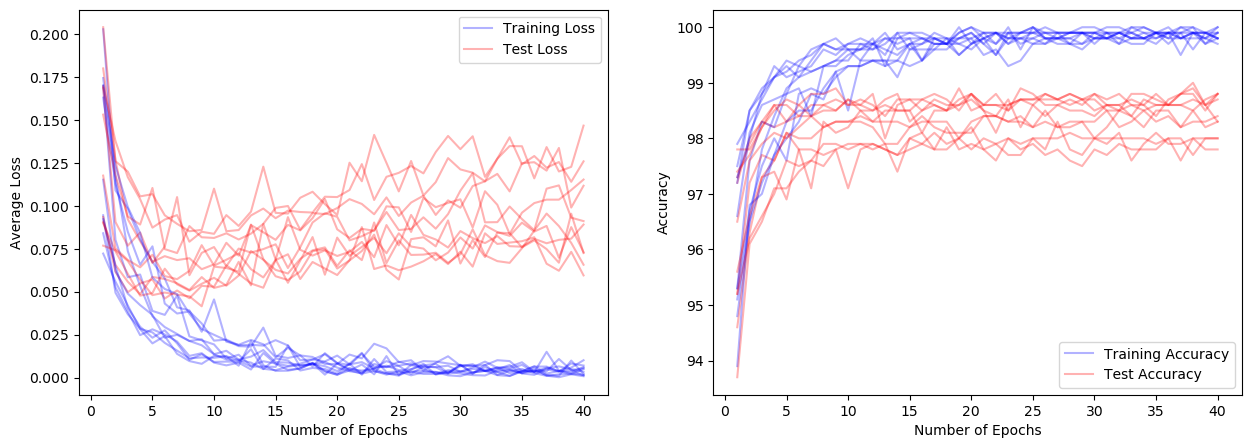 0.200
0.175
0.150
0.125
0.100
0.075
0.050
0.025
0.000
Average Loss
0 5 10 15 20 25 30 35 40
Number of Epochs
Training Loss
Test Loss
100
99
98
97
96
95
94
Accuracy
0 5 10 15 20 25 30 35 40
Number of Epochs
Training Accuracy
Test Accuracy